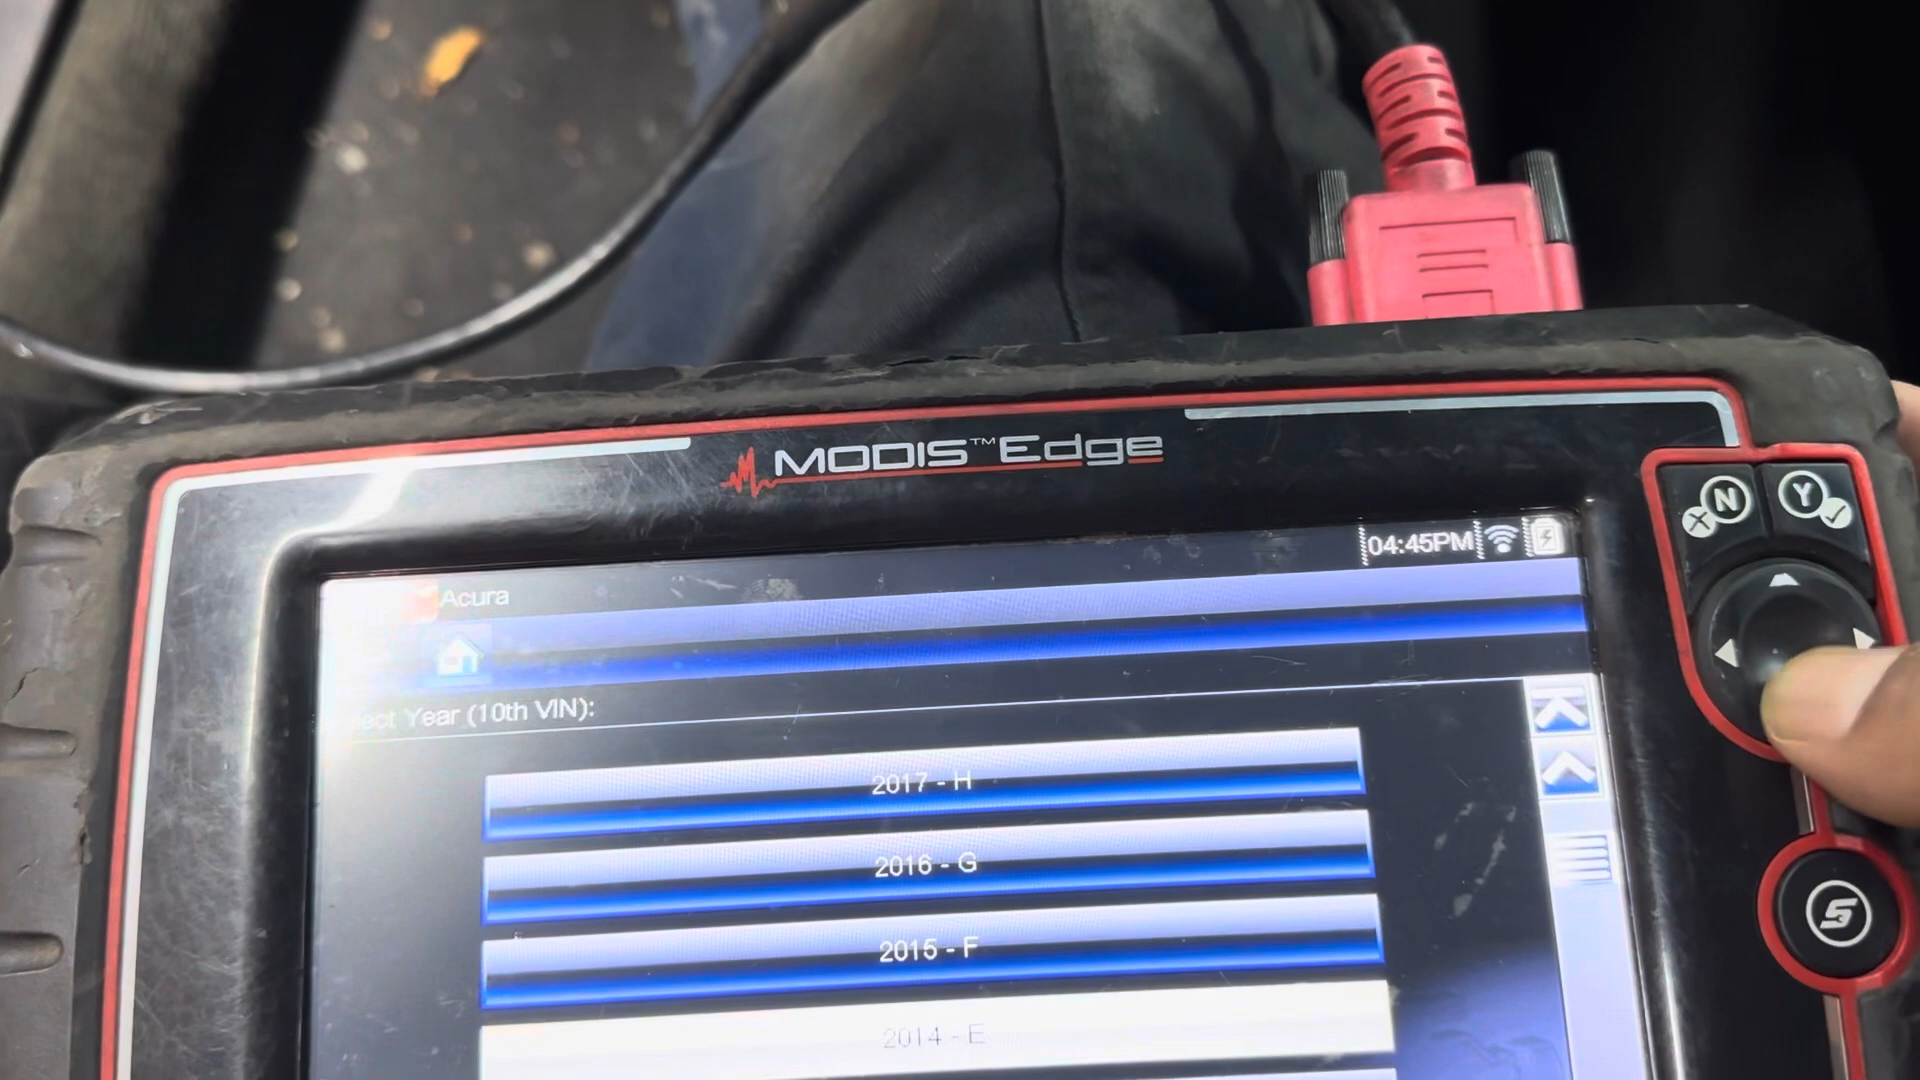 MODIS™Edge
N
Y
04:45PM
Acura
Year (10th VIN):
2017 - H
2016 - G
2015 - F
2014 - E